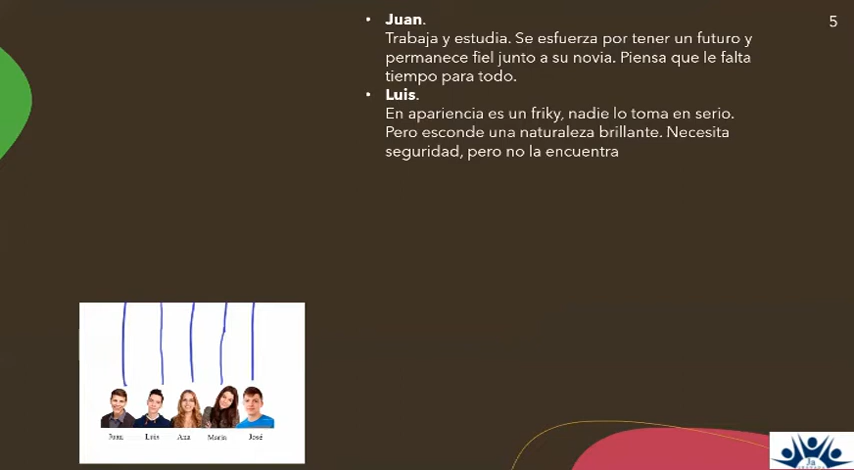 5
• Juan.
Trabaja y estudia. Se esfuerza por tener un futuro y
permanece fiel junto a su novia. Piensa que le falta
tiempo para todo.
• Luis.
En apariencia es un friky, nadie lo toma en serio.
Pero esconde una naturaleza brillante. Necesita
seguridad, pero no la encuentra
Juan Luis Ana María José
Ja